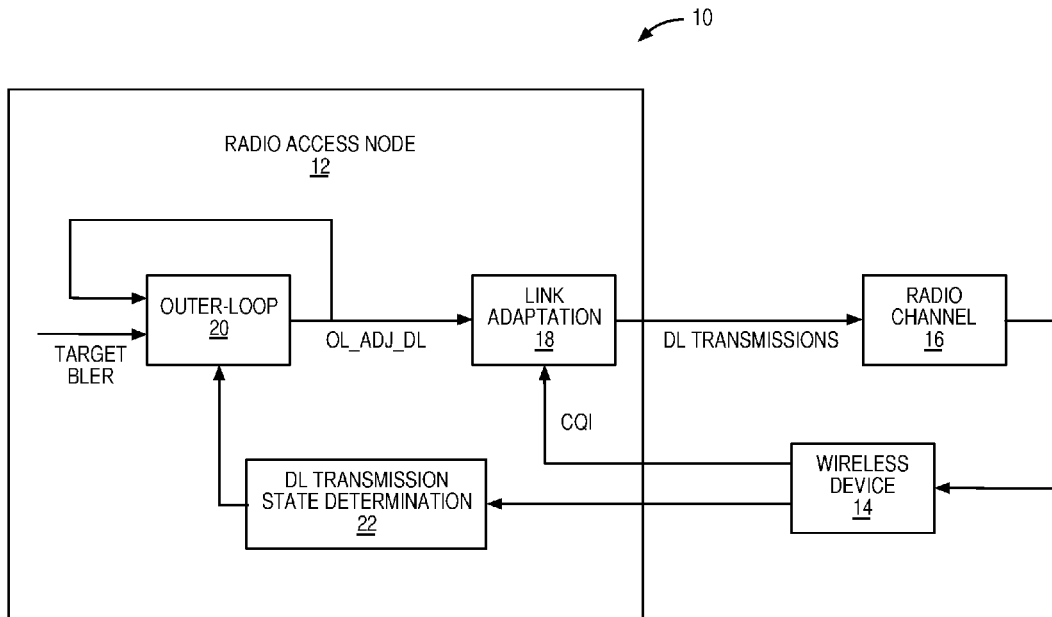 10
RADIO ACCESS NODE
12
OUTER-LOOP
20
LINK
ADAPTATION
18
RADIO
CHANNEL
16
TARGET
BLER
OL_ADJ_DL
DL TRANSMISSIONS
CQI
DL TRANSMISSION
STATE DETERMINATION
22
WIRELESS
DEVICE
14